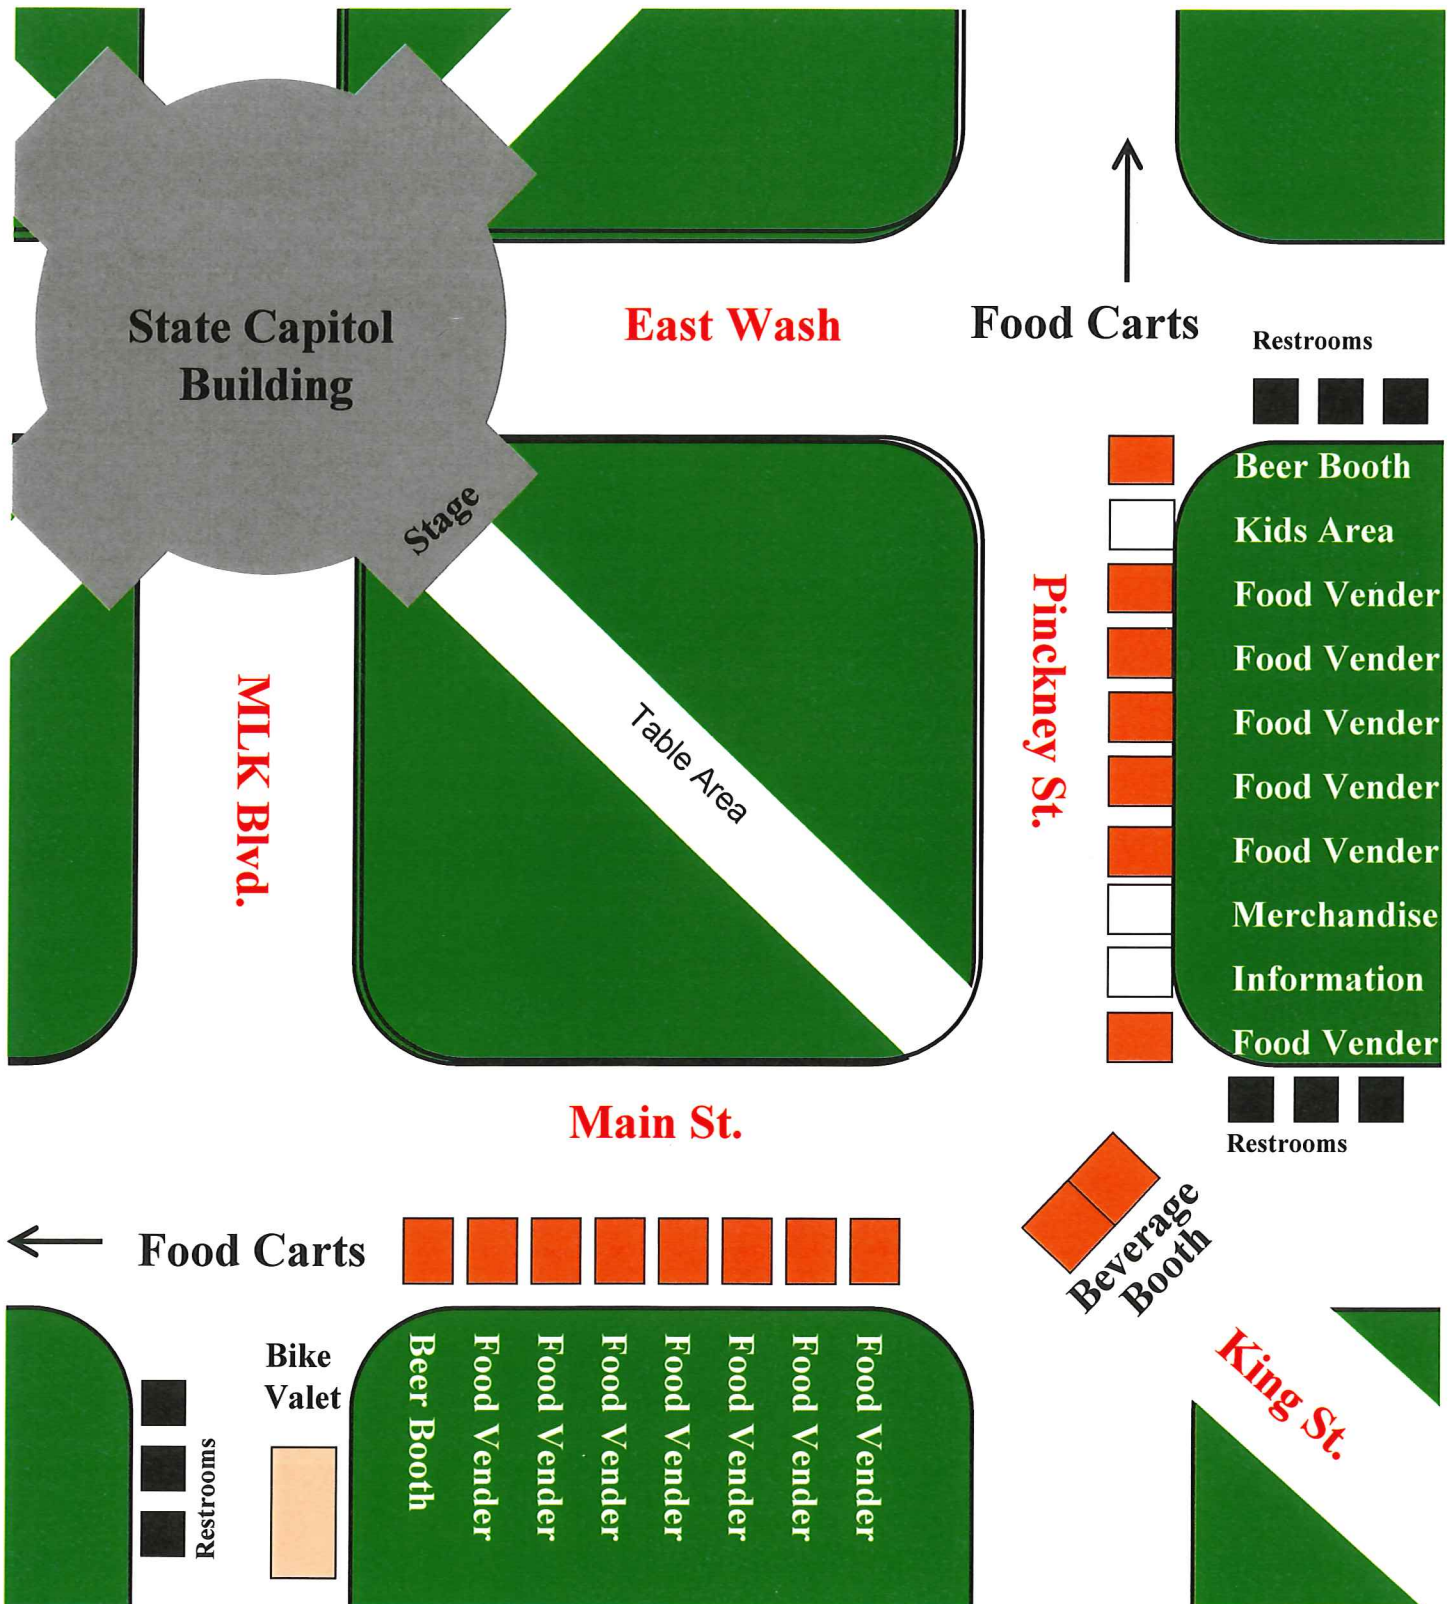 State Capitol
Building
East Wash
Food Carts
Restrooms
Stage
Beer Booth
Kids Area
Food Vender
Food Vender
Food Vender
Food Vender
Food Vender
Merchandise
Information
Food Vender
Pinckney St.
MLK Blvd.
Table Area
Main St.
Restrooms
Beverage
Booth
Food Carts
King St.
Bike
Valet
Restrooms
Beer Booth
Food Vender
Food Vender
Food Vender
Food Vender
Food Vender
Food Vender
Food Vender